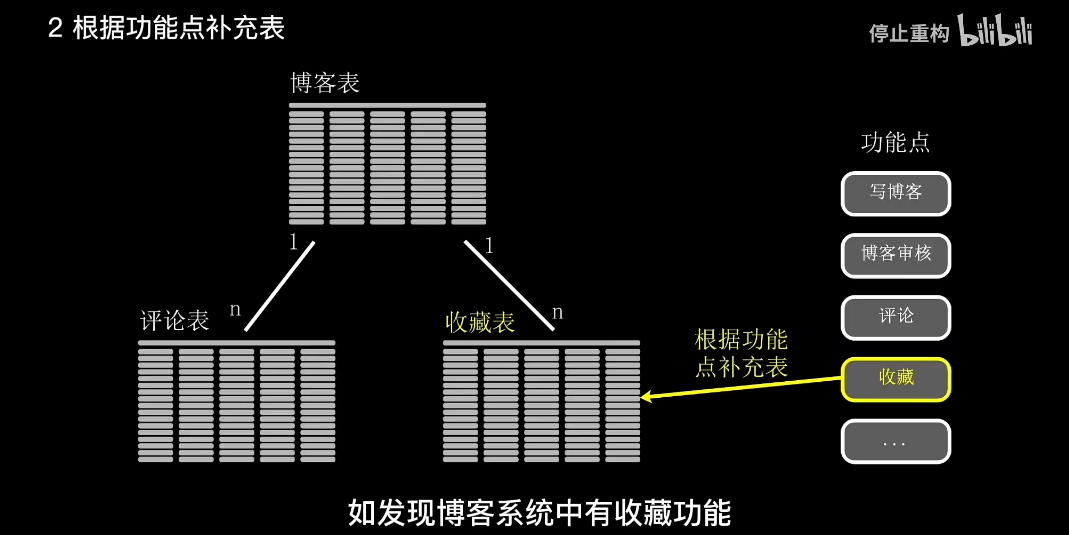 2 根据功能点补充表
停止重构 bilibili
博客表
功能点
写博客
博客审核
评论
收藏
...
1
1
n
n
评论表
收藏表
根据功能
点补充表
如发现博客系统中有收藏功能